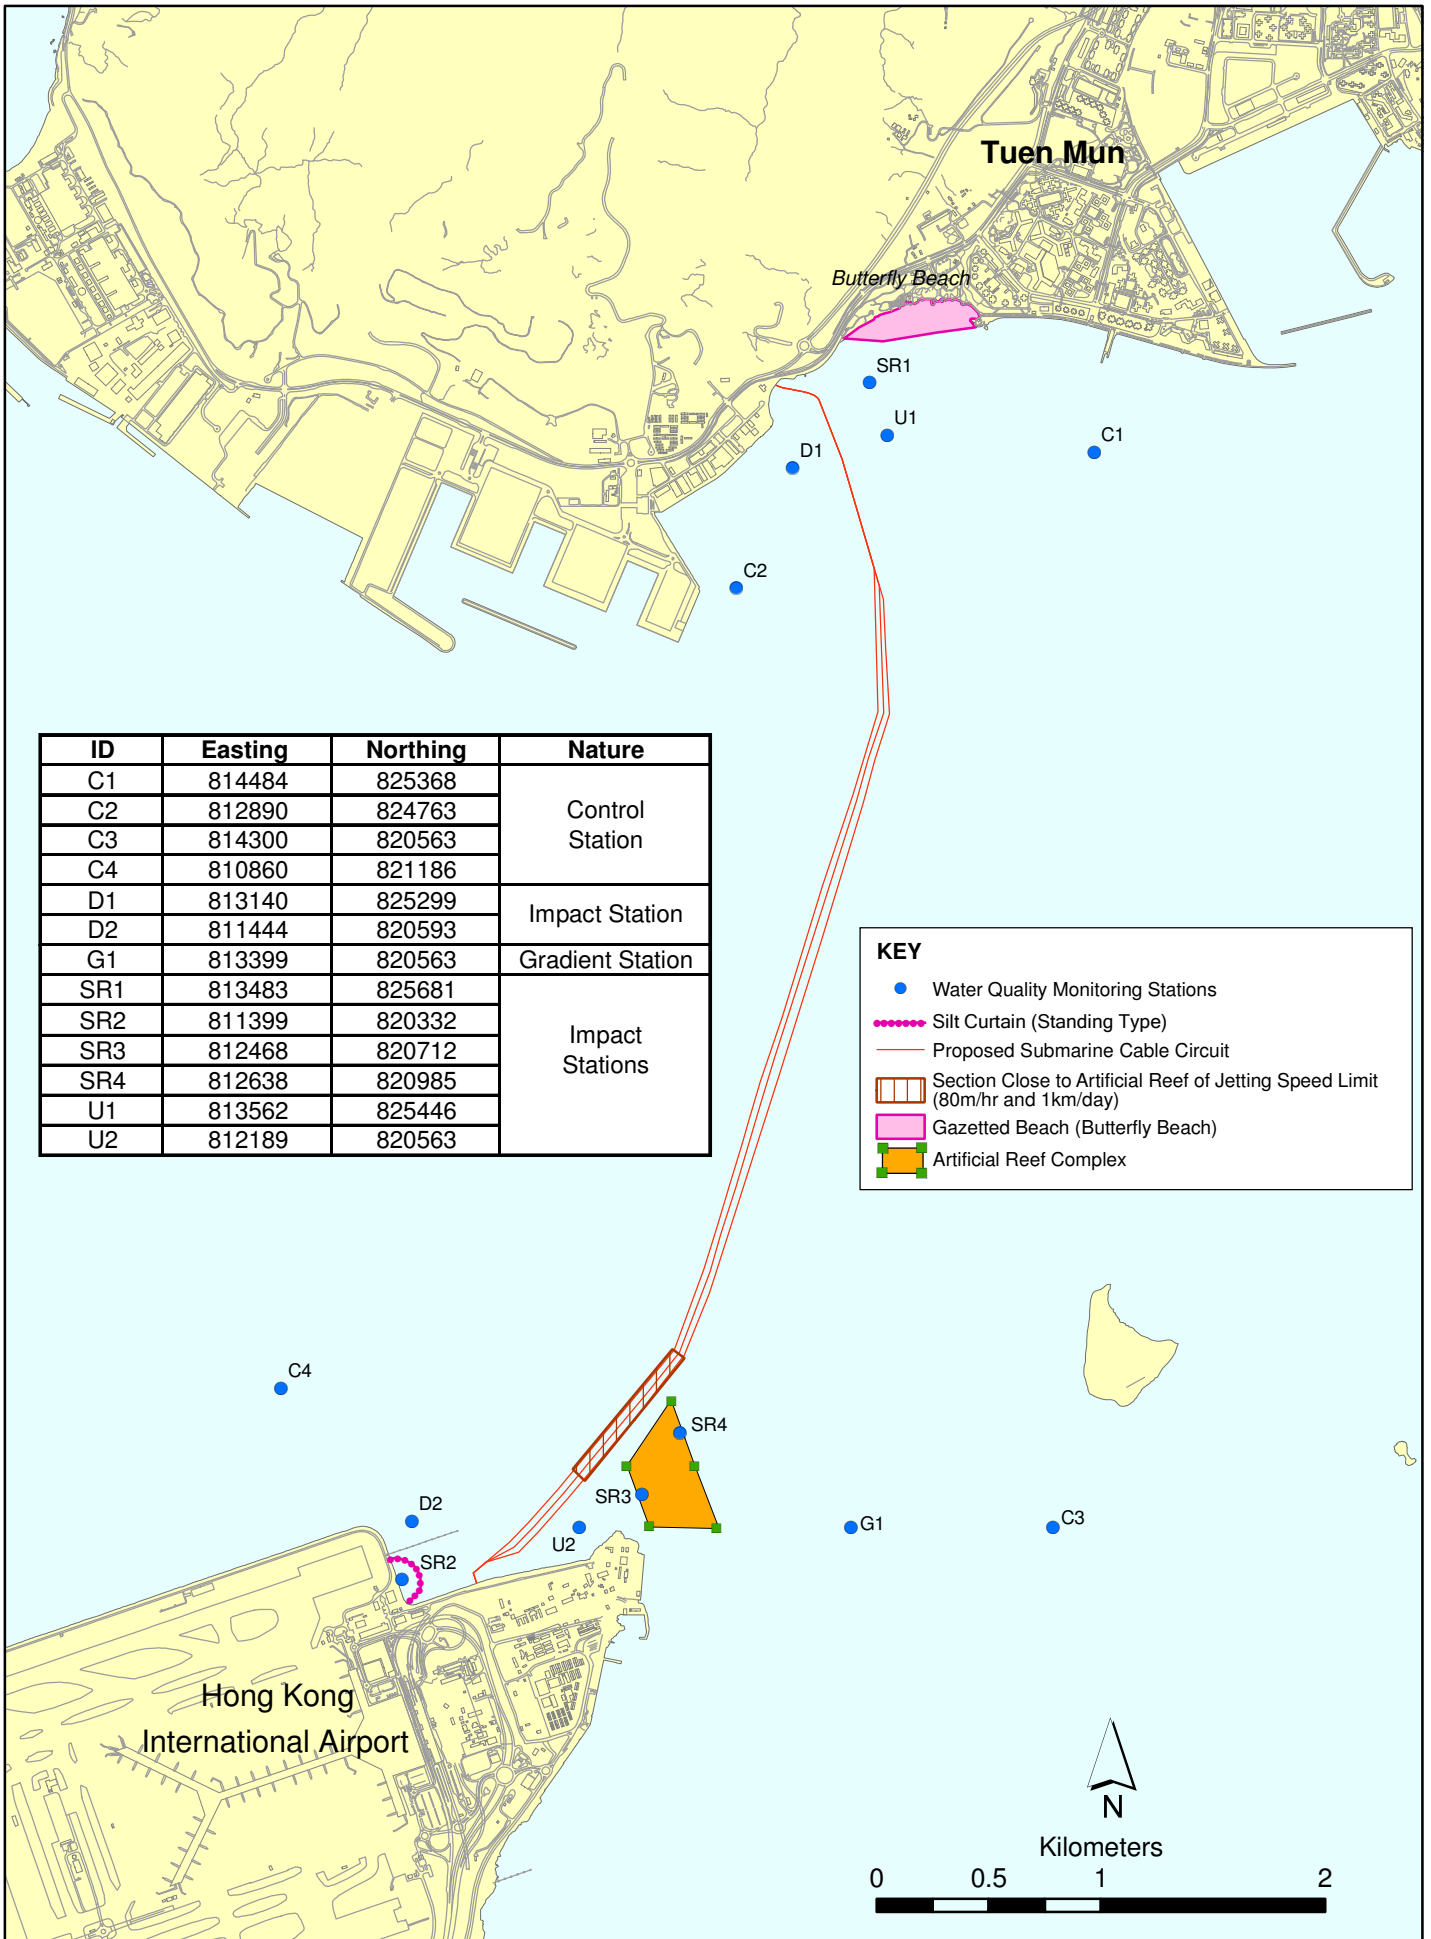 Tuen Mun
Butterfly Beach
SR1
U1
C1
D1
C2
ID Easting Northing Nature
C1 814484 825368
C2 812890 824763
C3 814300 820563
C4 810860 821186
Control
Station
D1 813140 825299
D2 811444 820593
Impact Station
G1 813399 820563 Gradient Station
SR1 813483 825681
SR2 811399 820332
SR3 812468 820712
SR4 812638 820985
U1 813562 825446
U2 812189 820563
Impact
Stations
KEY
Water Quality Monitoring Stations
Silt Curtain (Standing Type)
Proposed Submarine Cable Circuit
Section Close to Artificial Reef of Jetting Speed Limit
(80m/hr and 1km/day)
Gazetted Beach (Butterfly Beach)
Artificial Reef Complex
C4
SR4
SR3
D2
U2
G1
C3
SR2
Hong Kong
International Airport
N
Kilometers
0 0.5 1 2